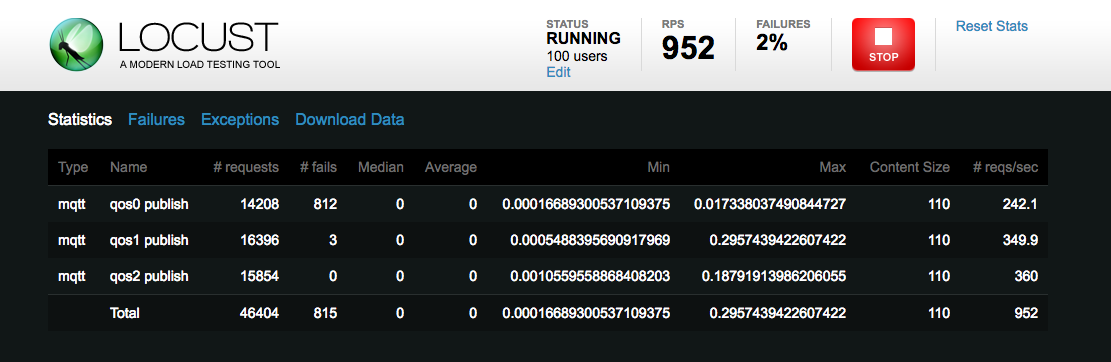 LOCUST
A MODERN LOAD TESTING TOOL
STATUS
RUNNING
100 users
Edit
RPS
952
FAILURES
2%
STOP
Reset Stats
Statistics Failures Exceptions Download Data
Type Name # requests # fails Median Average Min Max Content Size # reqs/sec
mqtt qos0 publish 14208 812 0 0 0.00016689300537109375 0.017338037490844727 110 242.1
mqtt qos1 publish 16396 3 0 0 0.0005488395690917969 0.2957439422607422 110 349.9
mqtt qos2 publish 15854 0 0 0 0.0010559558868408203 0.18791913986206055 110 360
Total 46404 815 0 0 0.00016689300537109375 0.2957439422607422 110 952